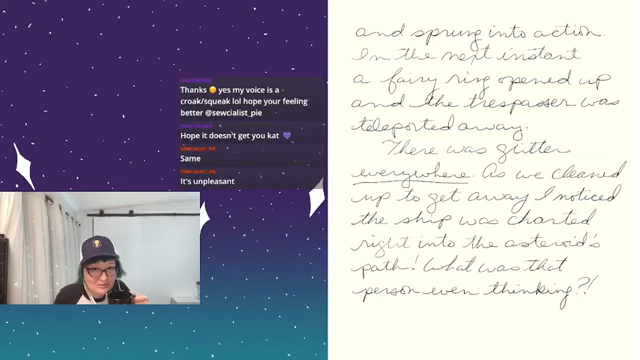 Thanks 😀 yes my voice is a
croak/squeak lol hope your feeling
better @sewcialist_pie
Hope it doesn't get you kat 💜
SEWCIALIST_PIE
Same
SEWCIALIST_PIE
It's unpleasant
and sprung into action.
In the next instant
a fairy ring opened up
and the trespasser was
teleported away.
There was glitter
everywhere. As we cleaned
up to get away I noticed
the ship was charted
right into the asteroid's
path! What was that
person even thinking?!